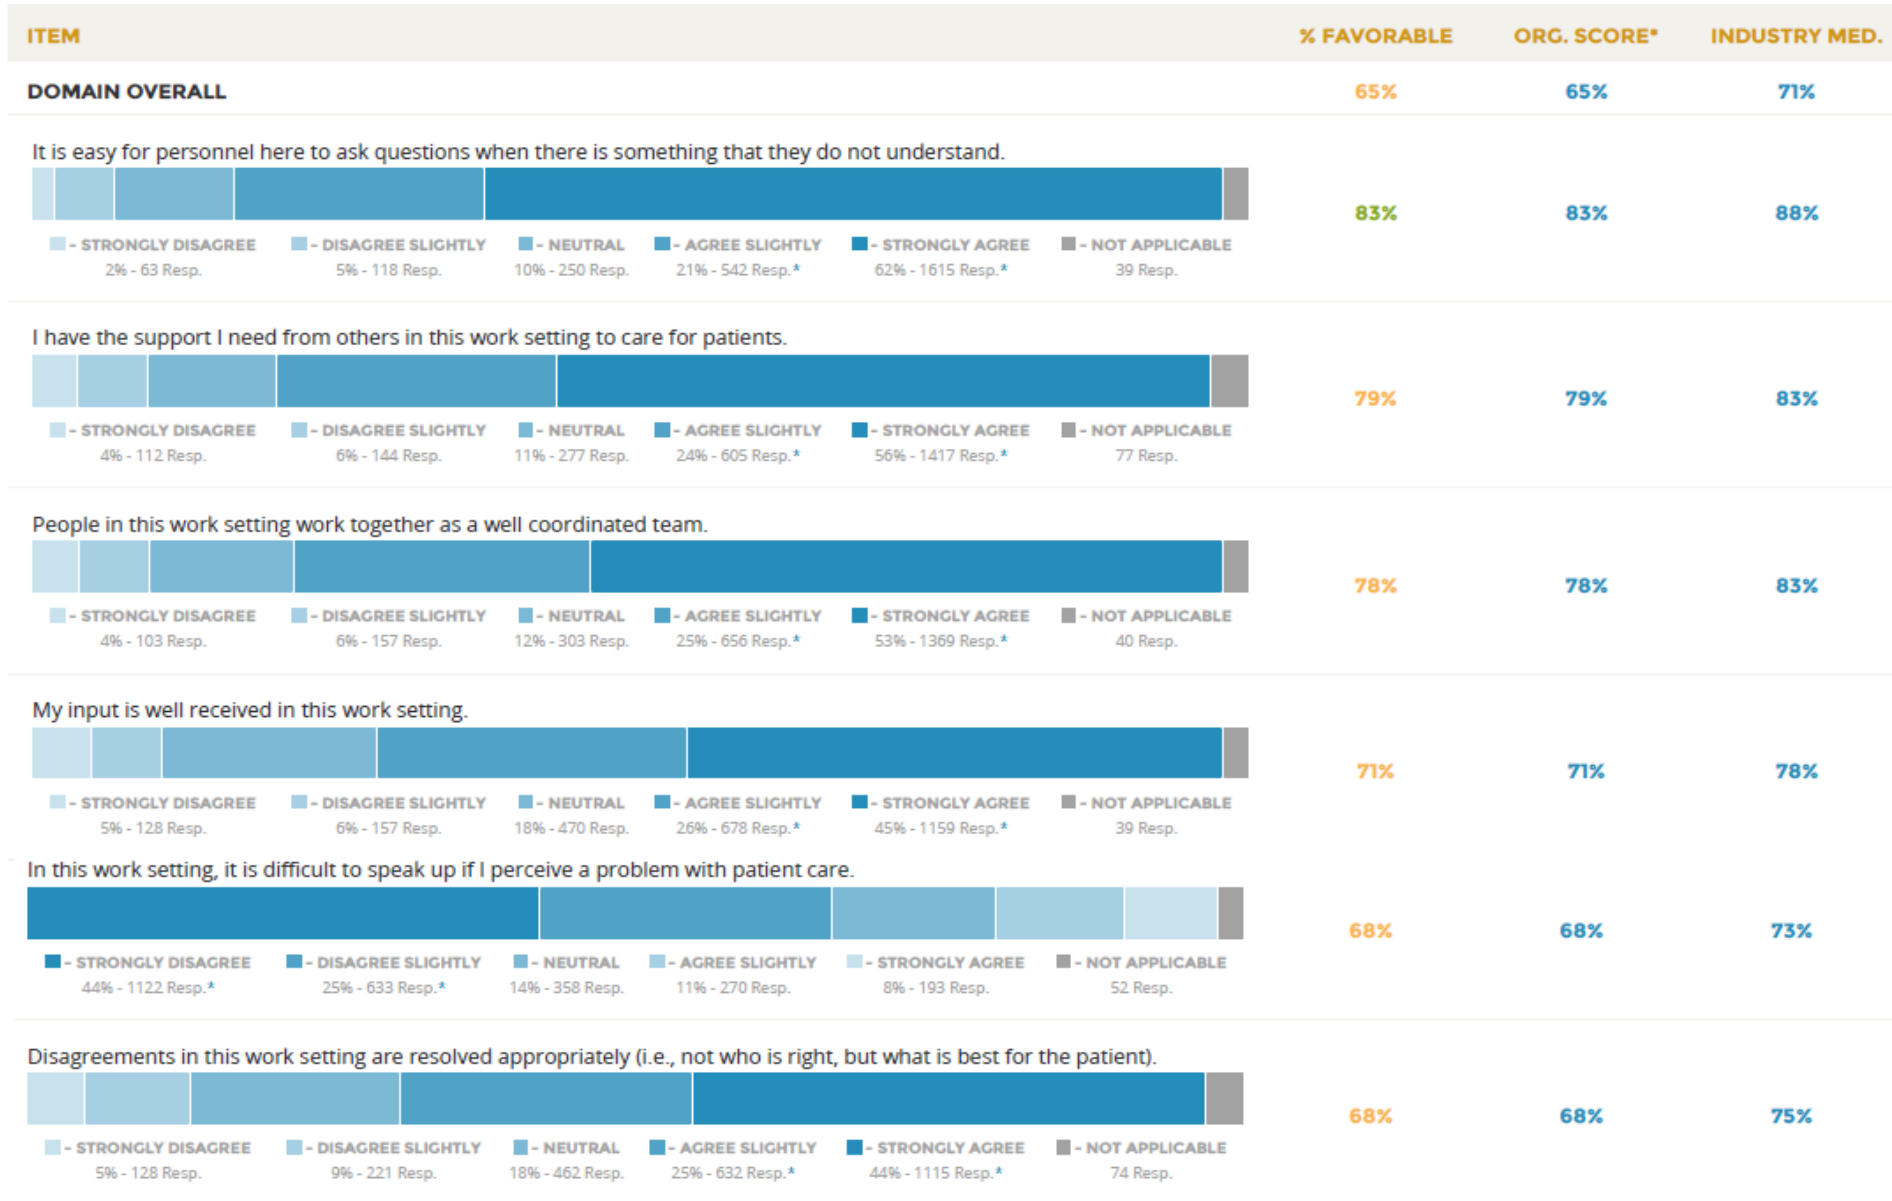 ITEM % FAVORABLE ORG. SCORE* INDUSTRY MED.
DOMAIN OVERALL 65% 65% 71%
It is easy for personnel here to ask questions when there is something that they do not understand.
83% 83% 88%
- STRONGLY DISAGREE - DISAGREE SLIGHTLY - NEUTRAL - AGREE SLIGHTLY - STRONGLY AGREE - NOT APPLICABLE
2% - 63 Resp. 5% - 118 Resp. 10% - 250 Resp. 21% - 542 Resp.* 62% - 1615 Resp.* 39 Resp.
I have the support I need from others in this work setting to care for patients.
79% 79% 83%
- STRONGLY DISAGREE - DISAGREE SLIGHTLY - NEUTRAL - AGREE SLIGHTLY - STRONGLY AGREE - NOT APPLICABLE
4% - 112 Resp. 6% - 144 Resp. 11% - 277 Resp. 24% - 605 Resp.* 56% - 1417 Resp.* 77 Resp.
People in this work setting work together as a well coordinated team.
78% 78% 83%
- STRONGLY DISAGREE - DISAGREE SLIGHTLY - NEUTRAL - AGREE SLIGHTLY - STRONGLY AGREE - NOT APPLICABLE
4% - 103 Resp. 6% - 157 Resp. 12% - 303 Resp. 25% - 656 Resp.* 53% - 1369 Resp.* 40 Resp.
My input is well received in this work setting.
71% 71% 78%
- STRONGLY DISAGREE - DISAGREE SLIGHTLY - NEUTRAL - AGREE SLIGHTLY - STRONGLY AGREE - NOT APPLICABLE
5% - 128 Resp. 6% - 157 Resp. 18% - 470 Resp. 26% - 678 Resp.* 45% - 1159 Resp.* 39 Resp.
In this work setting, it is difficult to speak up if I perceive a problem with patient care.
68% 68% 73%
- STRONGLY DISAGREE - DISAGREE SLIGHTLY - NEUTRAL - AGREE SLIGHTLY - STRONGLY AGREE - NOT APPLICABLE
44% - 1122 Resp.* 25% - 633 Resp.* 14% - 358 Resp. 11% - 270 Resp. 8% - 193 Resp. 52 Resp.
Disagreements in this work setting are resolved appropriately (i.e., not who is right, but what is best for the patient).
68% 68% 75%
- STRONGLY DISAGREE - DISAGREE SLIGHTLY - NEUTRAL - AGREE SLIGHTLY - STRONGLY AGREE - NOT APPLICABLE
5% - 128 Resp. 9% - 221 Resp. 18% - 462 Resp. 25% - 632 Resp.* 44% - 1115 Resp.* 74 Resp.